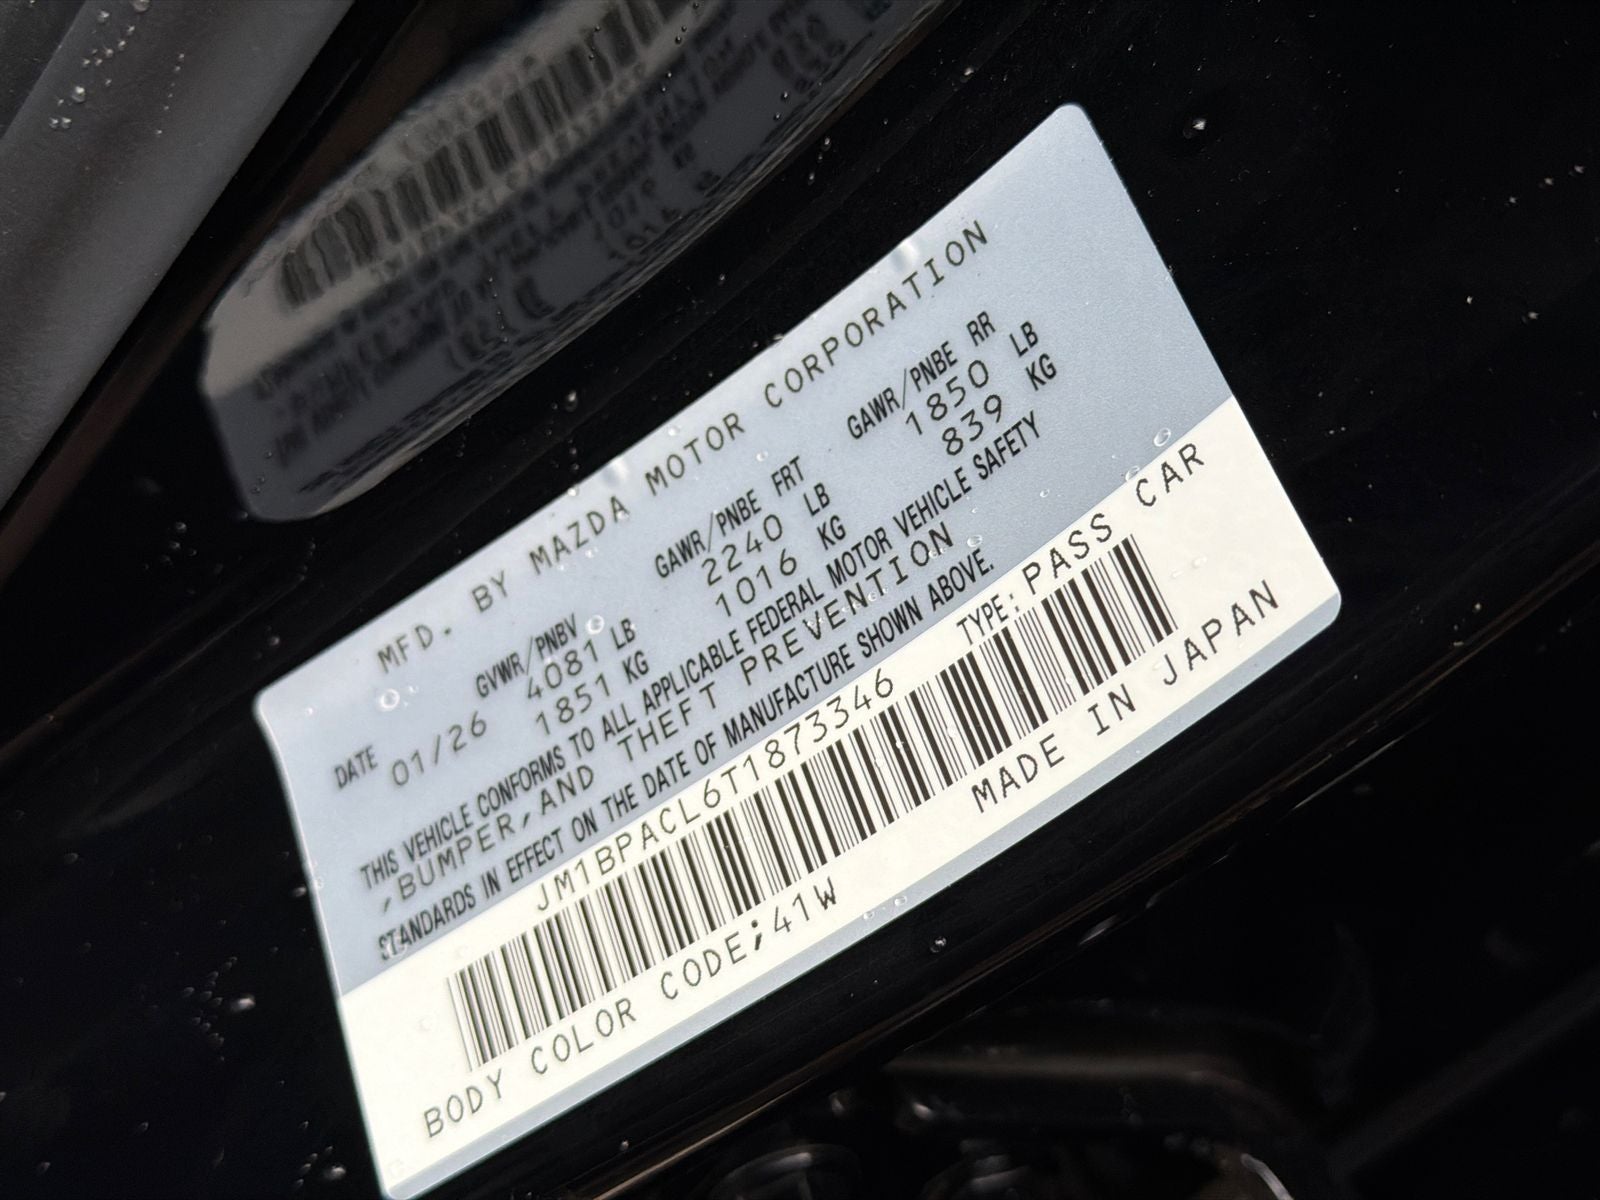 MFD. BY MAZDA MOTOR CORPORATION
DATE 01/26
GVWR/PNBV
4081 LB
1851 KG
GAWR/PNBE FRT
2240 LB
1016 KG
GAWR/PNBE RR
1850 LB
839 KG
THIS VEHICLE CONFORMS TO ALL APPLICABLE FEDERAL MOTOR VEHICLE SAFETY
,BUMPER,AND THEFT PREVENTION
STANDARDS IN EFFECT ON THE DATE OF MANUFACTURE SHOWN ABOVE.
JM1BPACL6T1873346 TYPE: PASS CAR
BODY COLOR CODE;41W MADE IN JAPAN